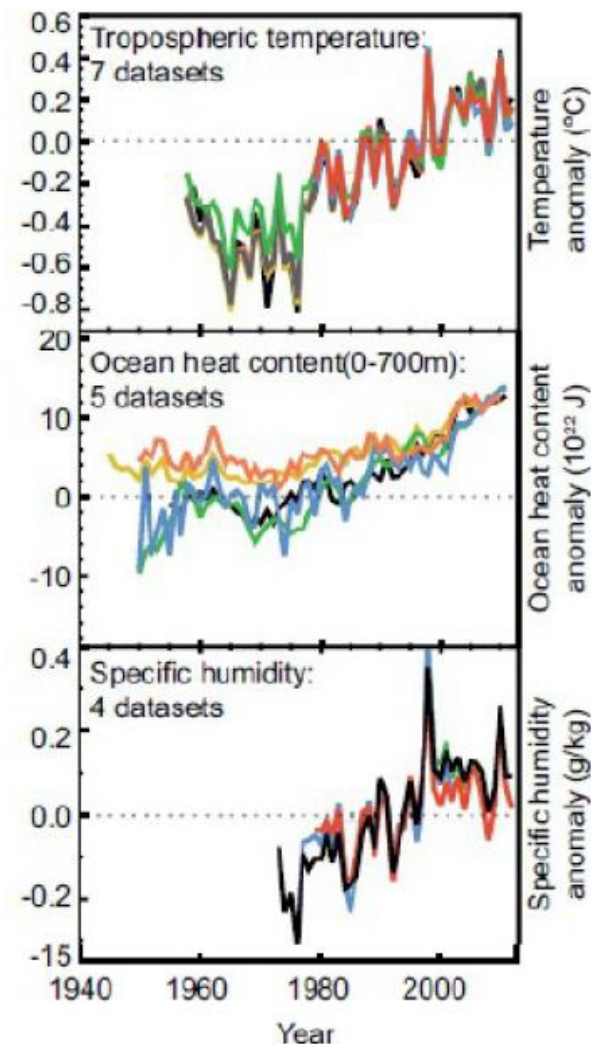 0.6
Tropospheric temperature:
7 datasets
0.4
0.2
0.0
-0.2
-0.4
-0.6
-0.8
Temperature
anomaly (°C)
20
Ocean heat content(0-700m):
5 datasets
10
0
-10
Ocean heat content
anomaly (10²² J)
0.4
Specific humidity:
4 datasets
0.2
0.0
-0.2
-15
Specific humidity
anomaly (g/kg)
1940
1960
1980
2000
Year